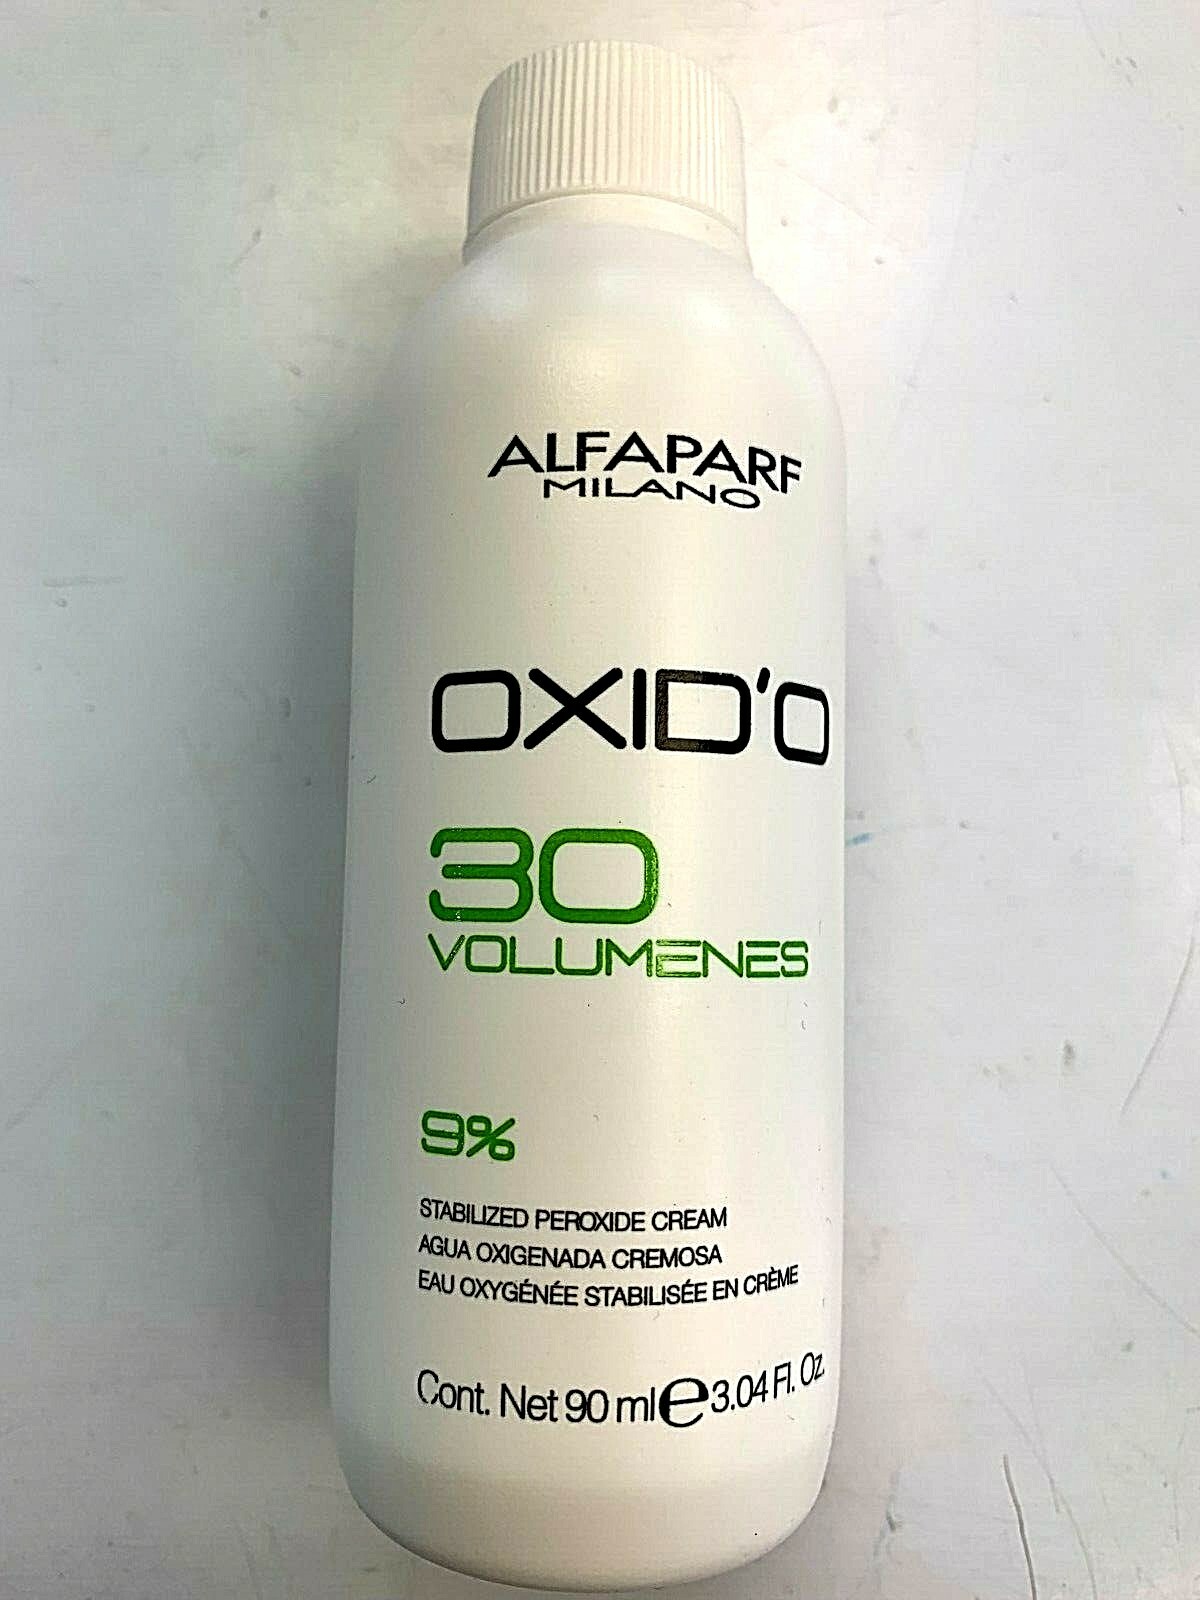 ALFAPARF
MILANO
OXID'O
30
VOLUMENES
9%
STABILIZED PEROXIDE CREAM
AGUA OXIGENADA CREMOSA
EAU OXYGÉNÉE STABILISÉE EN CRÈME
Cont. Net 90 ml e 3.04 Fl. Oz.